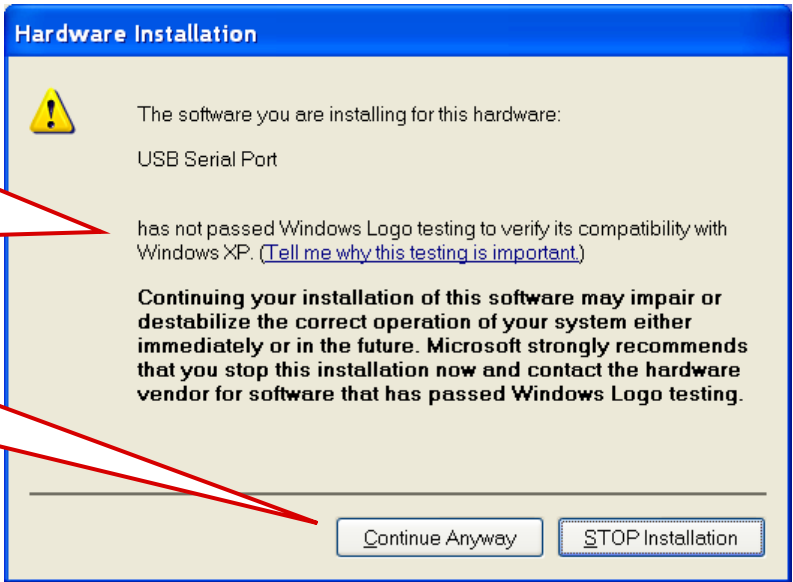 Hardware Installation
The software you are installing for this hardware:
USB Serial Port
has not passed Windows Logo testing to verify its compatibility with
Windows XP. (Tell me why this testing is important.)
Continuing your installation of this software may impair or
destabilize the correct operation of your system either
immediately or in the future. Microsoft strongly recommends
that you stop this installation now and contact the hardware
vendor for software that has passed Windows Logo testing.
Continue Anyway
STOP Installation